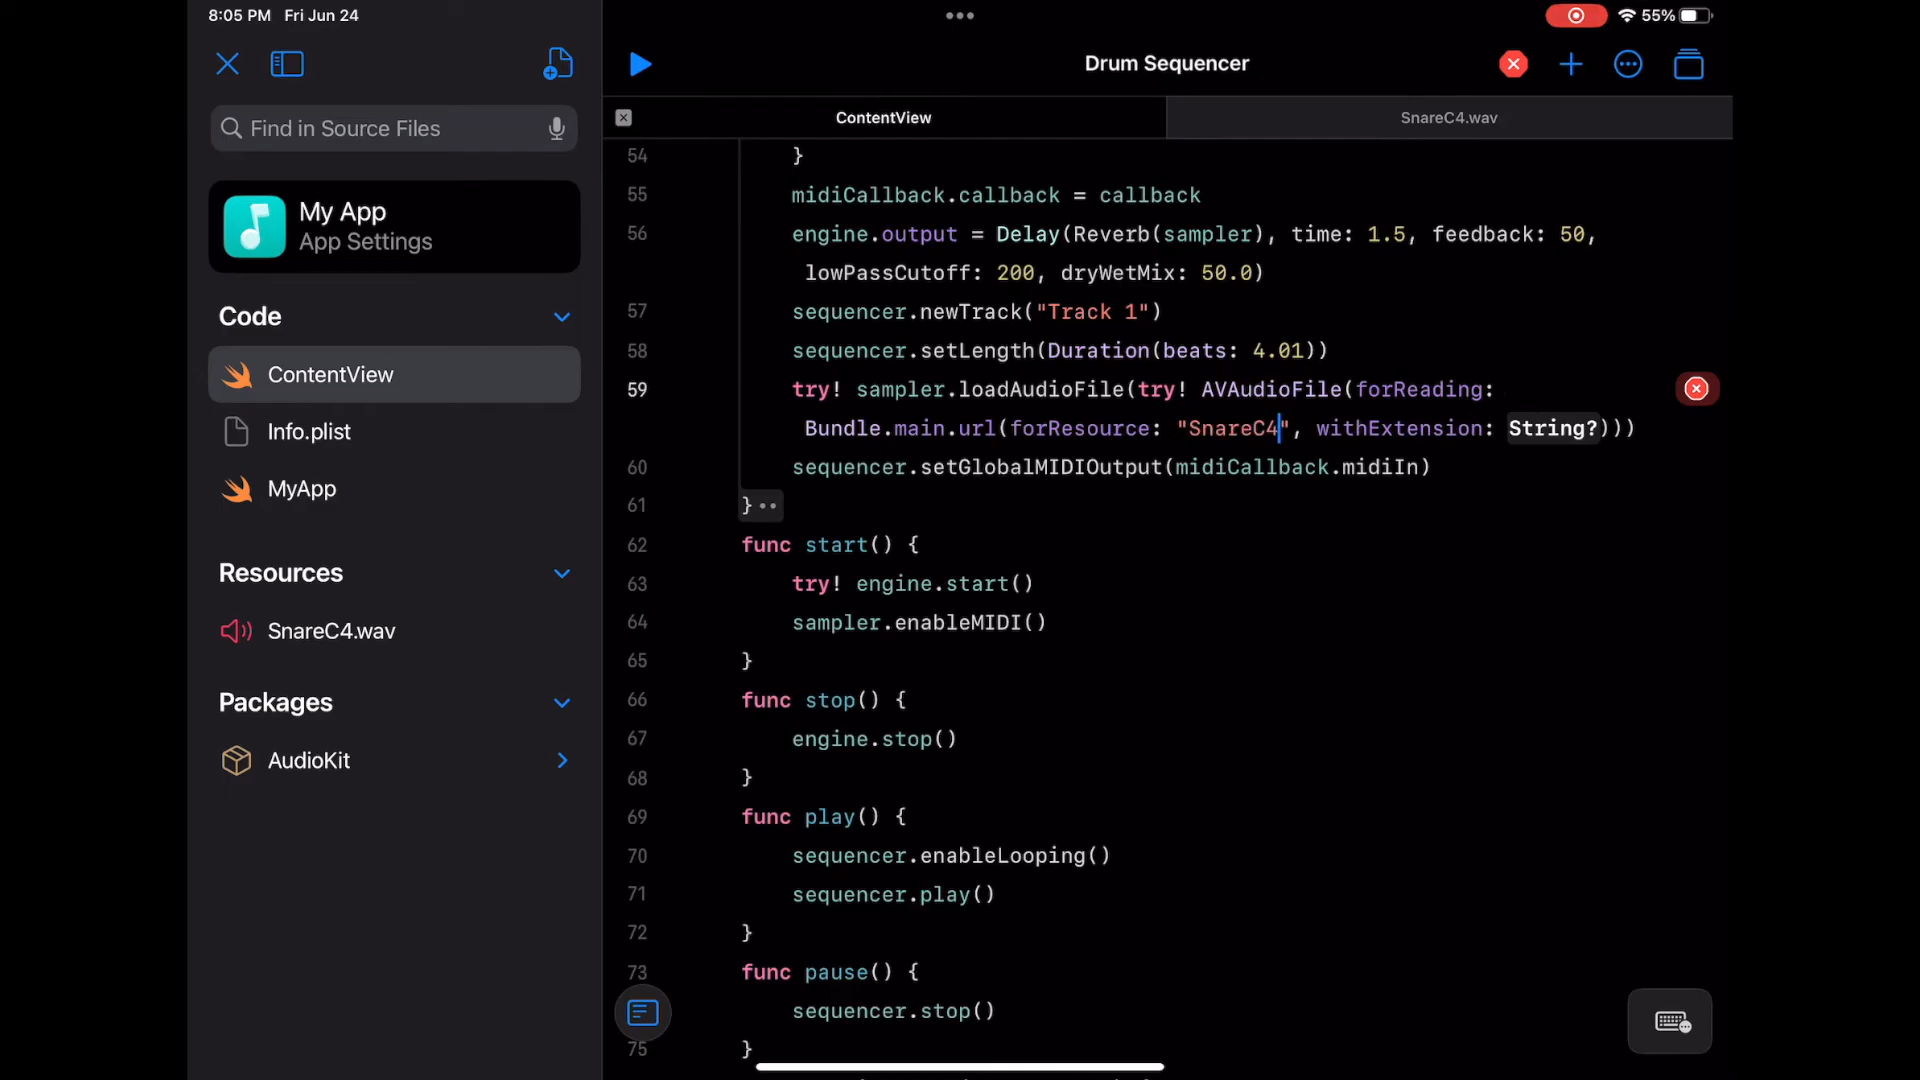 8:05 PM Fri Jun 24
55%
Drum Sequencer
Find in Source Files
My App
App Settings
Code
ContentView
Info.plist
MyApp
Resources
SnareC4.wav
Packages
AudioKit
ContentView
SnareC4.wav
54 }
55 midiCallback.callback = callback
56 engine.output = Delay(Reverb(sampler), time: 1.5, feedback: 50,
lowPassCutoff: 200, dryWetMix: 50.0)
57 sequencer.newTrack("Track 1")
58 sequencer.setLength(Duration(beats: 4.01))
59 try! sampler.loadAudioFile(try! AVAudioFile(forReading:
Bundle.main.url(forResource: "SnareC4", withExtension: String?)))
60 sequencer.setGlobalMIDIOutput(midiCallback.midiIn)
61 }
62 func start() {
63 try! engine.start()
64 sampler.enableMIDI()
65 }
66 func stop() {
67 engine.stop()
68 }
69 func play() {
70 sequencer.enableLooping()
71 sequencer.play()
72 }
73 func pause() {
sequencer.stop()
75 }